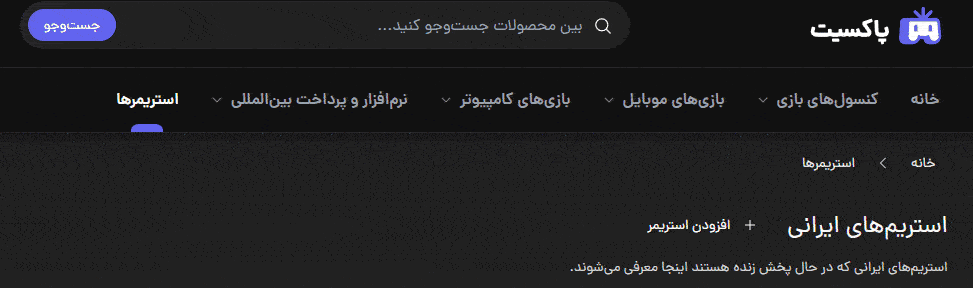 پاکسیت
بین محصولات جست‌وجو کنید...
جست‌وجو
خانه
کنسول‌های بازی
بازی‌های موبایل
بازی‌های کامپیوتر
نرم‌افزار و پرداخت بین‌المللی
استریمرها
خانه
استریمرها
استریم‌های ایرانی
+ افزودن استریمر
استریم‌های ایرانی که در حال پخش زنده هستند اینجا معرفی می‌شوند.